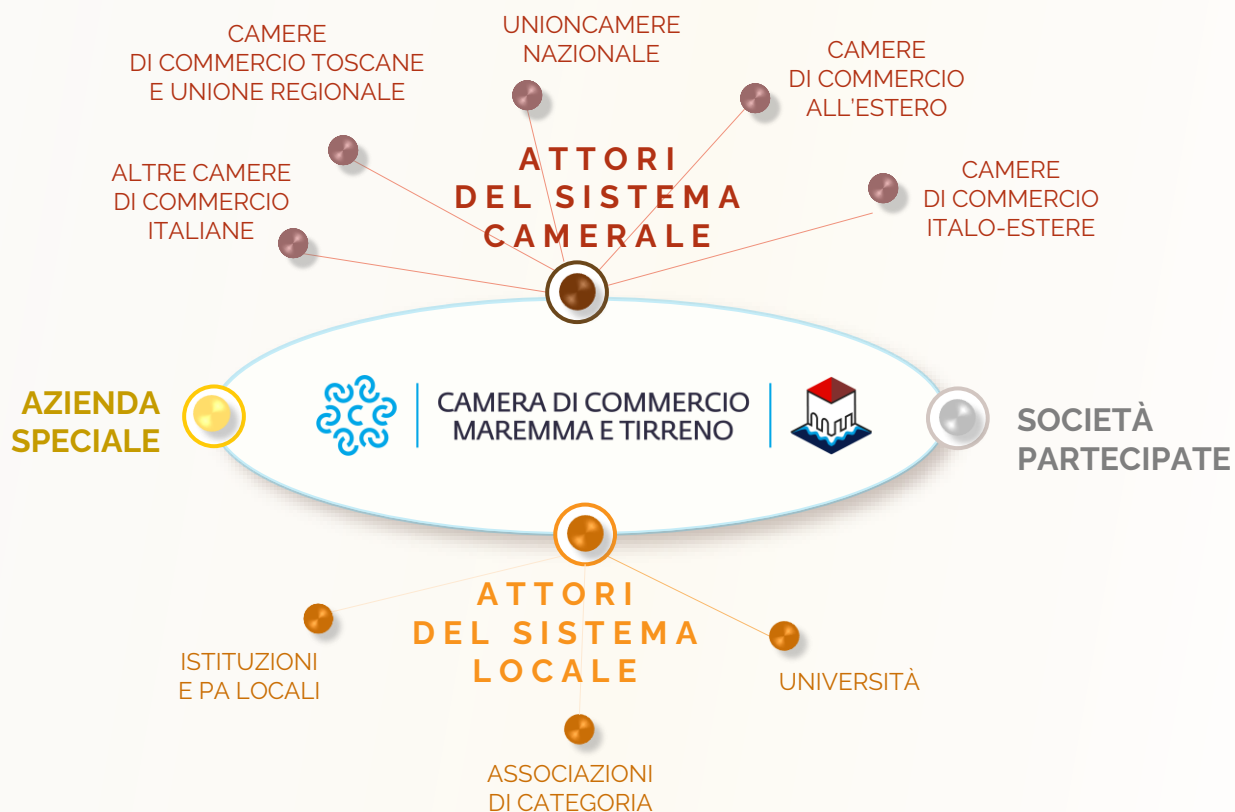 UNIONCAMERE
NAZIONALE
CAMERE
DI COMMERCIO TOSCANE
E UNIONE REGIONALE
CAMERE
DI COMMERCIO
ALL'ESTERO
ALTRE CAMERE
DI COMMERCIO
ITALIANE
ATTORI
DEL SISTEMA
CAMERALE
CAMERE
DI COMMERCIO
ITALO-ESTERE
AZIENDA
SPECIALE
CAMERA DI COMMERCIO
MAREMMA E TIRRENO
SOCIETÀ
PARTECIPATE
ATTORI
DEL SISTEMA
LOCALE
ISTITUZIONI
E PA LOCALI
UNIVERSITÀ
ASSOCIAZIONI
DI CATEGORIA